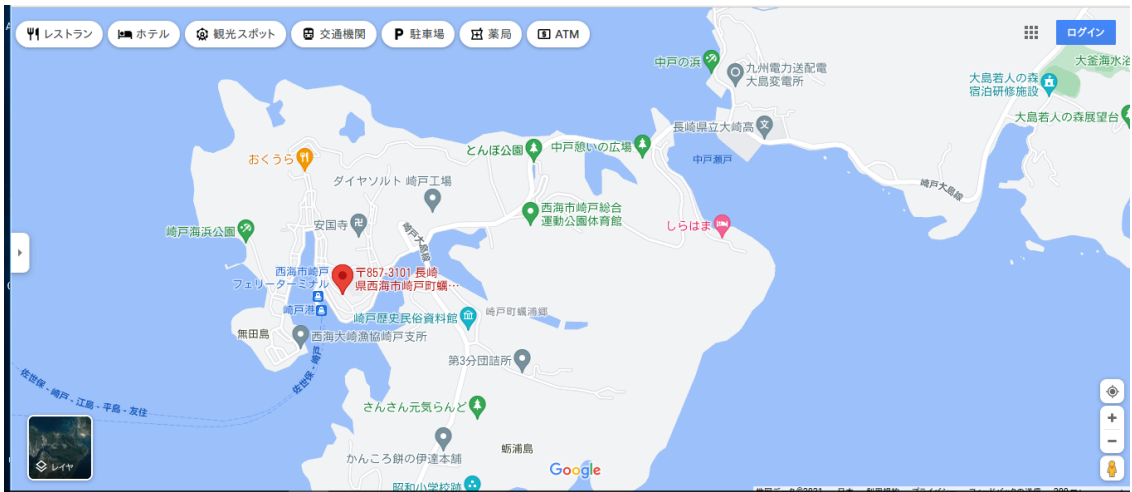 レストラン
ホテル
観光スポット
交通機関
駐車場
薬局
ATM
ログイン
中戸の浜
九州電力送配電
大島変電所
大島若人の森
宿泊研修施設
大釜海水浴
大島若人の森展望台
長崎県立大崎高
中戸瀬戸
崎戸大島線
とんぼ公園
中戸憩いの広場
おくうら
ダイヤソルト 崎戸工場
安国寺
崎戸海浜公園
崎戸大島線
西海市崎戸総合
運動公園体育館
しらはま
西海市崎戸
フェリーターミナル
〒857-3101 長崎
県西海市崎戸町蠣…
崎戸港
崎戸歴史民俗資料館
崎戸町蠣浦郷
無田島
西海大崎漁協崎戸支所
第3分団詰所
佐世保 - 崎戸
佐世保 - 崎戸 - 江島 - 平島 - 友住
さんさん元気らんど
かんころ餅の伊達本舗
蛎浦島
昭和小学校跡
レイヤ
Google